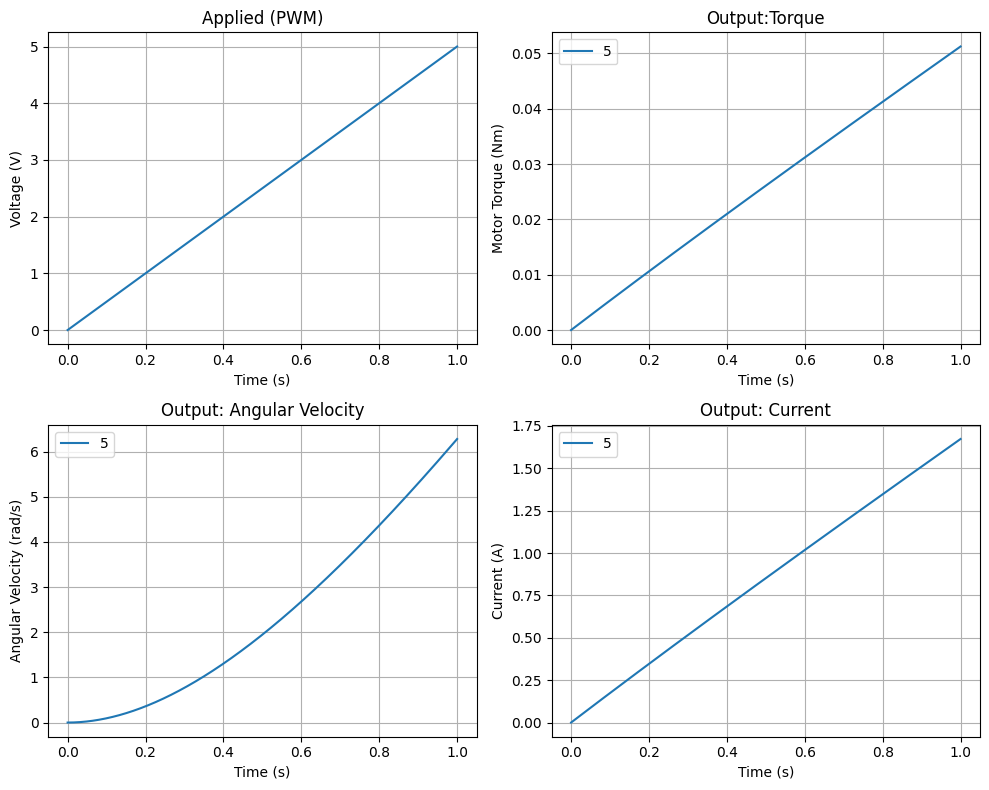 Applied (PWM)
Voltage (V)
5
4
3
2
1
0
0.0 0.2 0.4 0.6 0.8 1.0
Time (s)
Output:Torque
5
Motor Torque (Nm)
0.05
0.04
0.03
0.02
0.01
0.00
0.0 0.2 0.4 0.6 0.8 1.0
Time (s)
Output: Angular Velocity
5
Angular Velocity (rad/s)
6
5
4
3
2
1
0
0.0 0.2 0.4 0.6 0.8 1.0
Time (s)
Output: Current
5
Current (A)
1.75
1.50
1.25
1.00
0.75
0.50
0.25
0.00
0.0 0.2 0.4 0.6 0.8 1.0
Time (s)